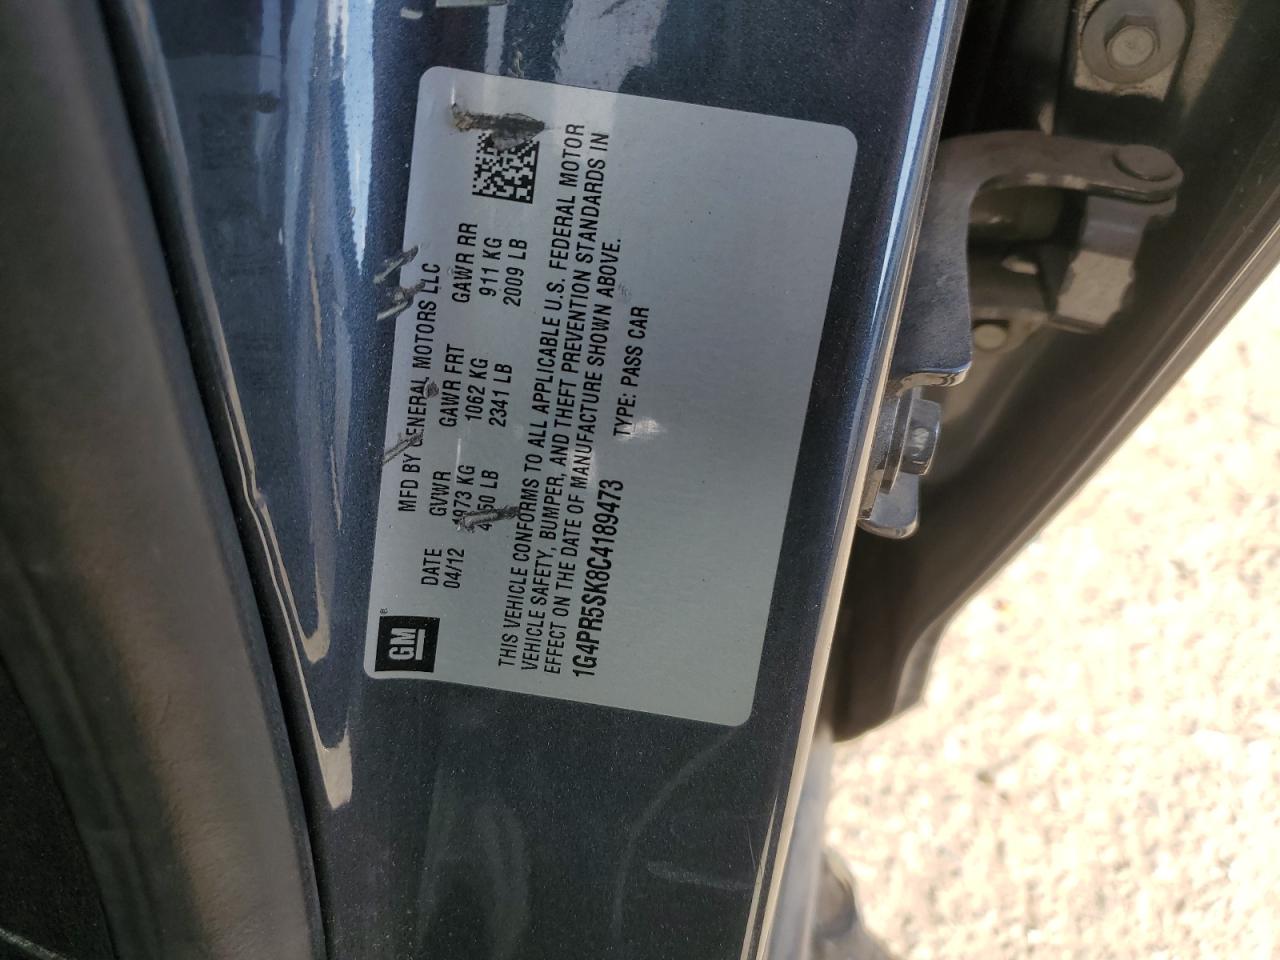 GM ®
MFD BY GENERAL MOTORS LLC
DATE GVWR GAWR FRT GAWR RR
04/12 KG 1062 KG 911 KG
LB 2341 LB 2009 LB
THIS VEHICLE CONFORMS TO ALL APPLICABLE U.S. FEDERAL MOTOR
VEHICLE SAFETY, BUMPER, AND THEFT PREVENTION STANDARDS IN
EFFECT ON THE DATE OF MANUFACTURE SHOWN ABOVE.
1G4PR5SK8C4189473 TYPE: PASS CAR